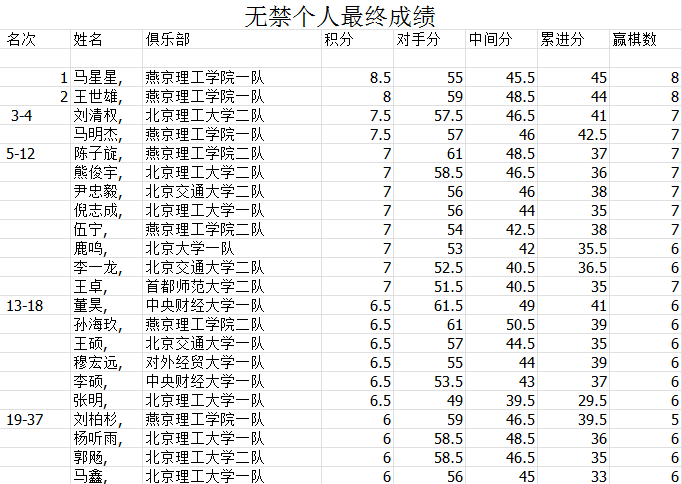 无禁个人最终成绩
名次 姓名 俱乐部 积分 对手分 中间分 累进分 赢棋数
1 马星星, 燕京理工学院一队 8.5 55 45.5 45 8
2 王世雄, 燕京理工学院一队 8 59 48.5 44 8
3-4 刘清权, 北京理工大学二队 7.5 57.5 46.5 41 7
马明杰, 燕京理工学院一队 7.5 57 46 42.5 7
5-12 陈子旋, 燕京理工学院二队 7 61 48.5 37 7
熊俊宇, 北京理工大学二队 7 58.5 46.5 36 7
尹忠毅, 北京交通大学二队 7 56 46 38 7
倪志成, 北京理工大学一队 7 56 44 35 7
伍宁, 燕京理工学院二队 7 54 42.5 38 7
鹿鸣, 北京大学一队 7 53 42 35.5 6
李一龙, 北京交通大学二队 7 52.5 40.5 36.5 6
王卓, 首都师范大学二队 7 51.5 40.5 35 7
13-18 董昊, 中央财经大学一队 6.5 61.5 49 41 6
孙海玖, 燕京理工学院二队 6.5 61 50.5 39 6
王硕, 北京交通大学一队 6.5 57 44.5 35 6
穆宏远, 对外经贸大学一队 6.5 55 44 39 6
李硕, 中央财经大学一队 6.5 53.5 43 37 6
张明, 北京理工大学一队 6.5 49 39.5 29.5 6
19-37 刘柏杉, 燕京理工学院一队 6 59 46.5 39.5 5
杨听雨, 北京理工大学一队 6 58.5 48.5 36 6
郭飏, 北京理工大学二队 6 58.5 46.5 35 6
马鑫, 北京理工大学一队 6 56 45 33 6